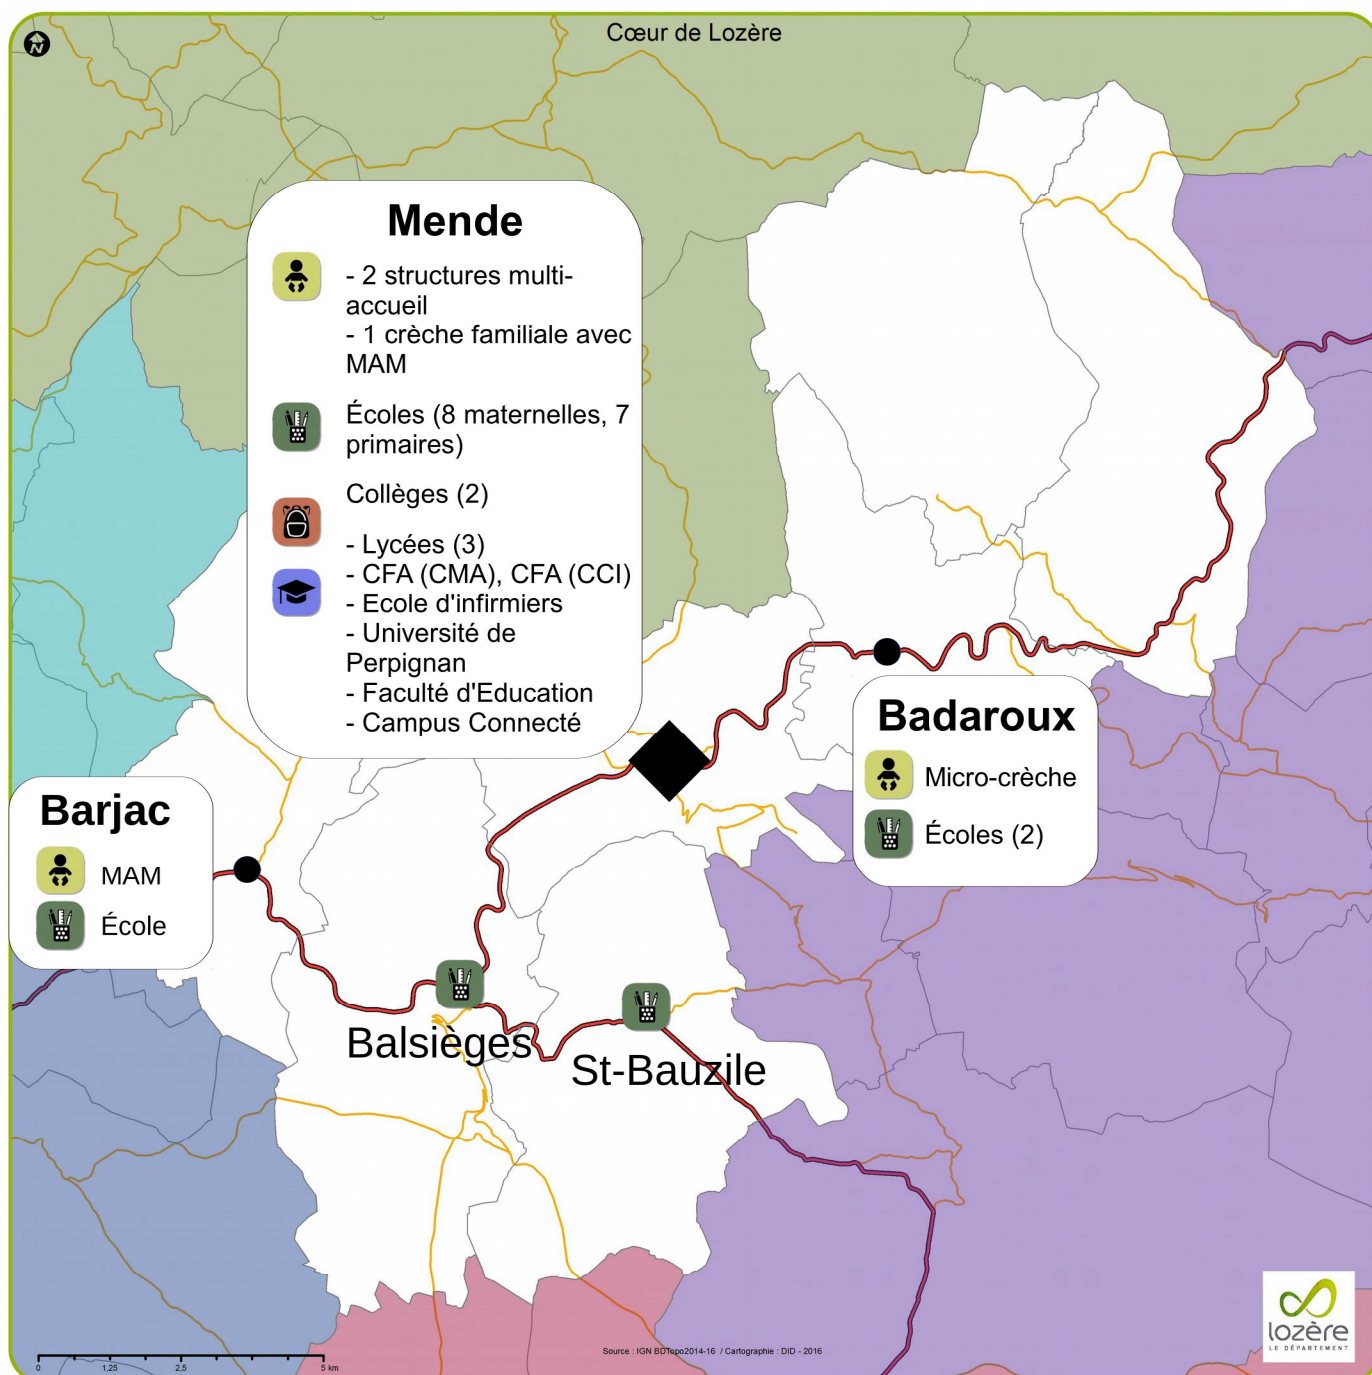 Cœur de Lozère
N
Mende
- 2 structures multi-
accueil
- 1 crèche familiale avec
MAM
Écoles (8 maternelles, 7
primaires)
Collèges (2)
- Lycées (3)
- CFA (CMA), CFA (CCI)
- Ecole d'infirmiers
- Université de
Perpignan
- Faculté d'Education
- Campus Connecté
Badaroux
Micro-crèche
Écoles (2)
Barjac
MAM
École
Balsièges
St-Bauzile
0 1,25 2,5 5 km
Source : IGN BDTopo2014-16 / Cartographie : DID - 2016
lozère
LE DÉPARTEMENT